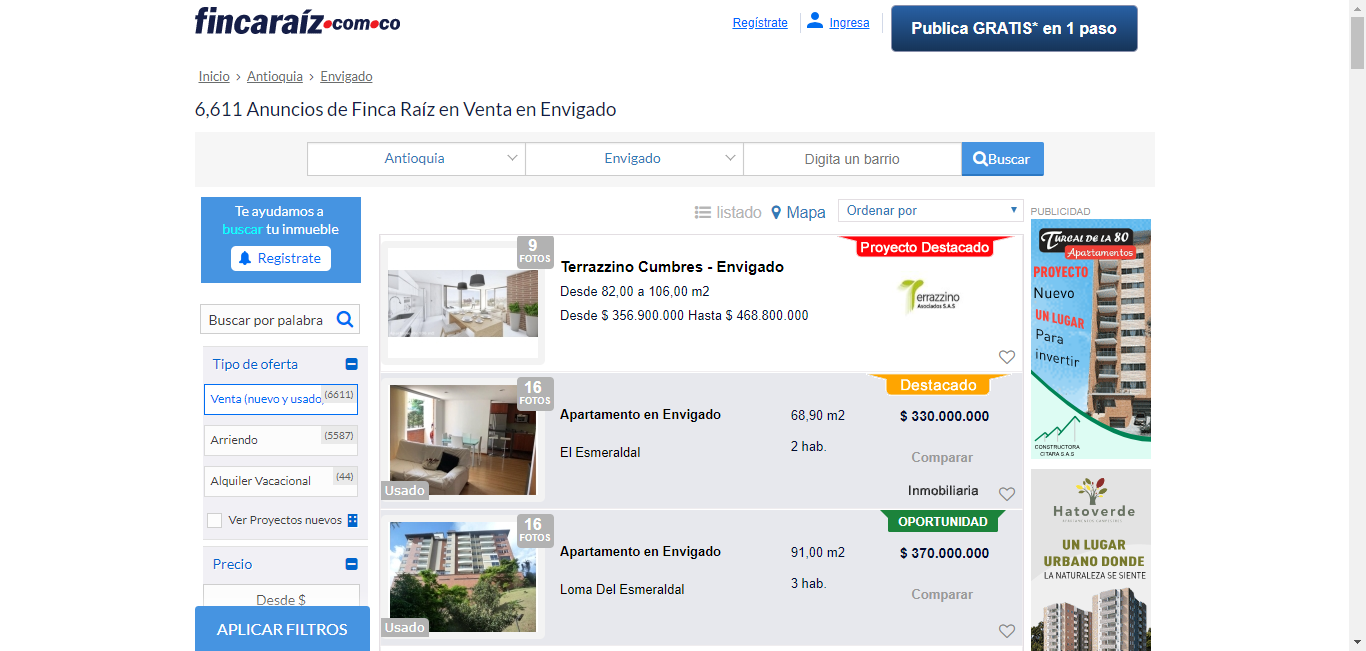 fincaraíz.com.co
Regístrate
Ingresa
Publica GRATIS* en 1 paso
Inicio › Antioquia › Envigado
6,611 Anuncios de Finca Raíz en Venta en Envigado
Antioquia
Envigado
Digita un barrio
Buscar
Te ayudamos a
buscar tu inmueble
Registrate
Buscar por palabra
Tipo de oferta
Venta (nuevo y usado)
(6611)
Arriendo
(5587)
Alquiler Vacacional
(44)
Ver Proyectos nuevos
Precio
Desde $
APLICAR FILTROS
listado
Mapa
Ordenar por
9
FOTOS
Terrazzino Cumbres - Envigado
Desde 82,00 a 106,00 m2
Desde $ 356.900.000 Hasta $ 468.800.000
Proyecto Destacado
Terrazzino
Asociados S.A.S
16
FOTOS
Usado
Apartamento en Envigado
El Esmeraldal
68,90 m2
2 hab.
Destacado
$ 330.000.000
Comparar
Inmobiliaria
16
FOTOS
Usado
Apartamento en Envigado
Loma Del Esmeraldal
91,00 m2
3 hab.
OPORTUNIDAD
$ 370.000.000
Comparar
PUBLICIDAD
TURCAL DE LA 80
Apartamentos
PROYECTO
Nuevo
UN LUGAR
Para
invertir
CONSTRUCTORA
CITARA S.A.S
Hatoverde
UN LUGAR
URBANO DONDE
LA NATURALEZA SE SIENTE